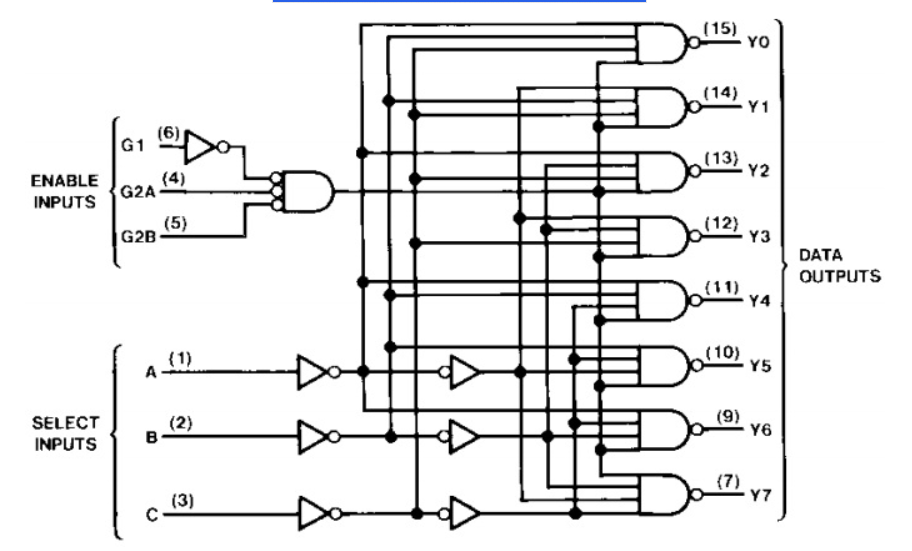 (15) Y0
(14) Y1
G1 (6)
(13) Y2
ENABLE
INPUTS
G2A (4)
G2B (5)
(12) Y3
DATA
OUTPUTS
(11) Y4
A (1)
(10) Y5
SELECT
INPUTS
B (2)
(9) Y6
C (3)
(7) Y7